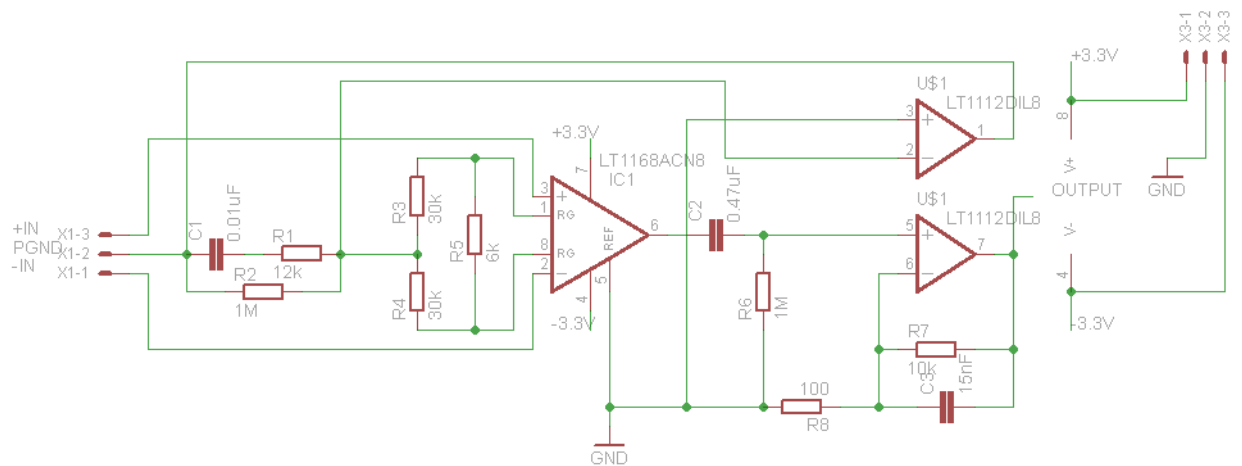 X3-1
X3-2
X3-3
+3.3V
U$1
LT1112DIL8
3
+
1
2
−
8
V+
GND
OUTPUT
V-
4
-3.3V
+3.3V
7
LT1168ACN8
IC1
3
+
1
RG
8
RG
2
−
REF
6
5
4
-3.3V
C2
0.47uF
U$1
LT1112DIL8
5
+
7
6
−
+IN
X1-3
PGND
X1-2
-IN
X1-1
C1
0.01uF
R1
12k
R2
1M
R3
30K
R4
30K
R5
6k
R6
1M
R7
10k
C3
15nF
100
R8
GND